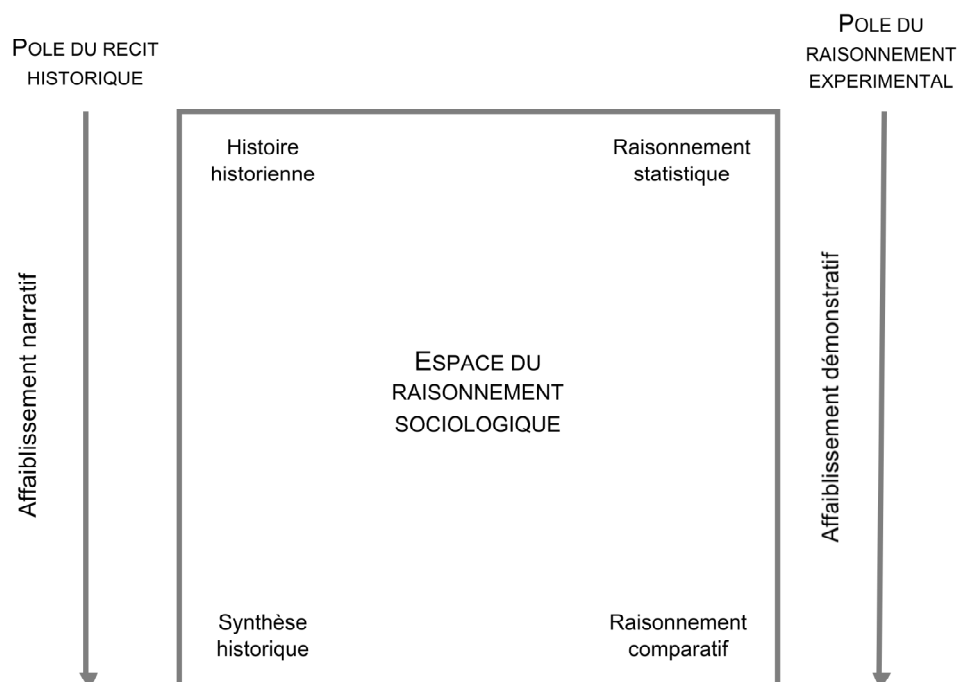 POLE DU RECIT
HISTORIQUE
POLE DU
RAISONNEMENT
EXPERIMENTAL
Histoire
historienne
Raisonnement
statistique
Affaiblissement narratif
ESPACE DU
RAISONNEMENT
SOCIOLOGIQUE
Affaiblissement démonstratif
Synthèse
historique
Raisonnement
comparatif